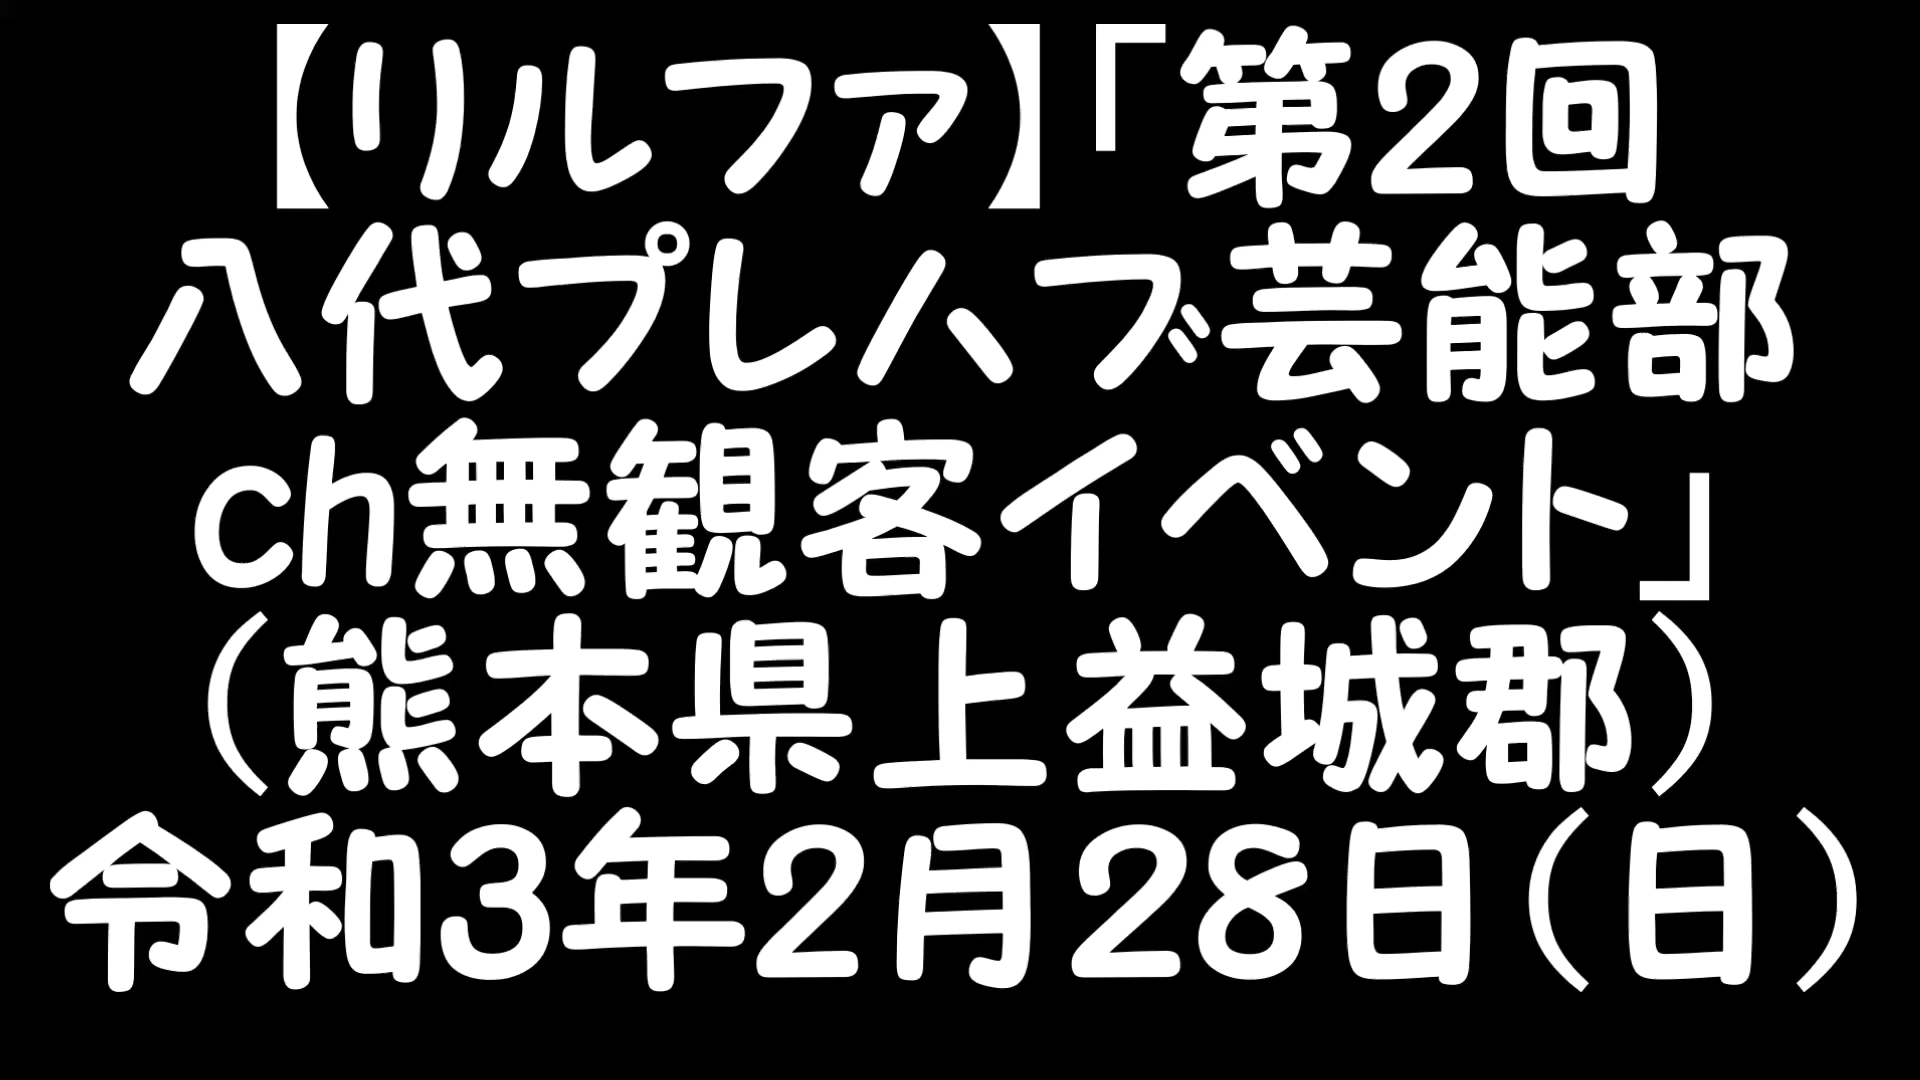 【リルファ】「第2回
八代プレハブ芸能部
ch無観客イベント」
（熊本県上益城郡）
令和3年2月28日（日）